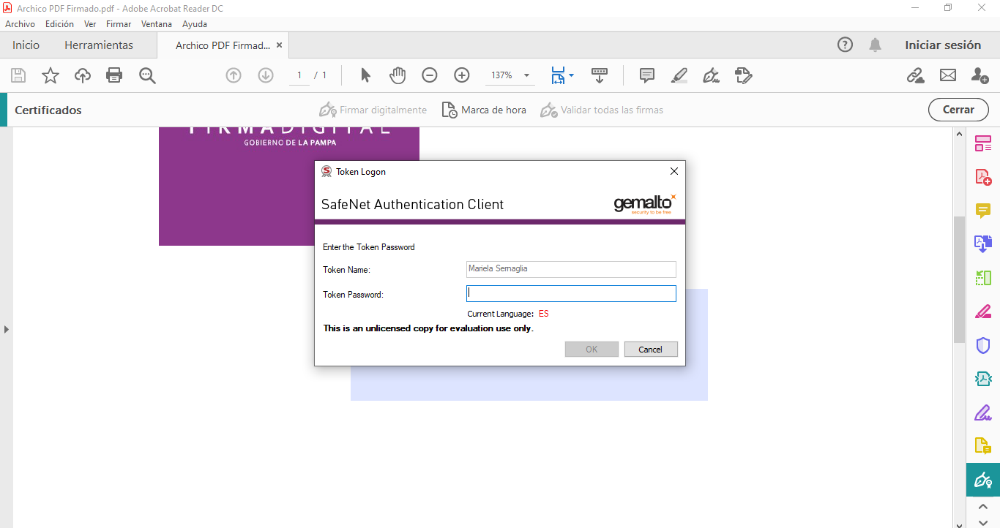 Archico PDF Firmado.pdf - Adobe Acrobat Reader DC
Archivo Edición Ver Firmar Ventana Ayuda
Inicio Herramientas Archico PDF Firmad... × Iniciar sesión
1 / 1 137%
Certificados Firmar digitalmente Marca de hora Validar todas las firmas Cerrar
FIRMADIGITAL
GOBIERNO DE LA PAMPA
Token Logon
SafeNet Authentication Client
gemalto
security to be free
Enter the Token Password
Token Name: Mariela Semaglia
Token Password:
Current Language: ES
This is an unlicensed copy for evaluation use only.
OK Cancel